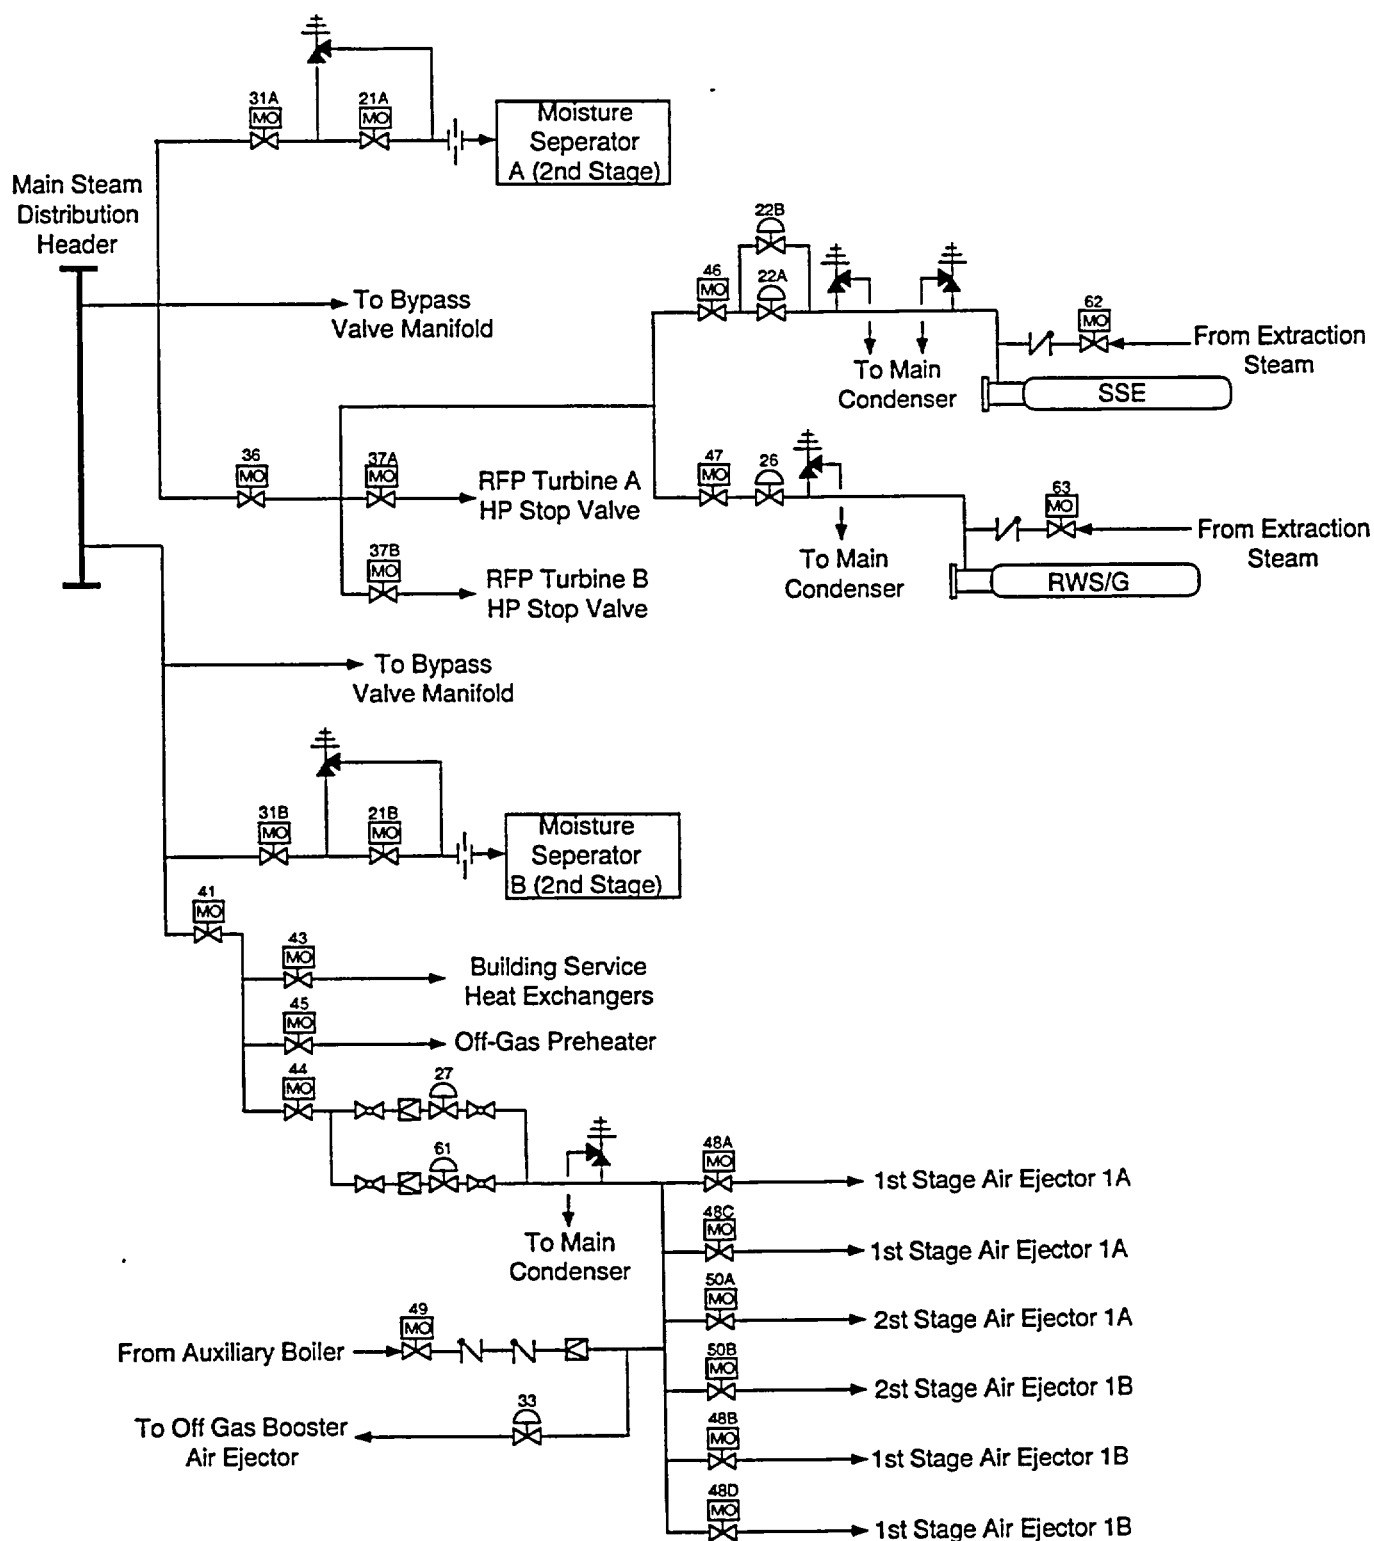 31A
MO
21A
MO
Moisture
Seperator
A (2nd Stage)
Main Steam
Distribution
Header
22B
46
MO
22A
62
MO
To Bypass
Valve Manifold
From Extraction
Steam
To Main
Condenser
SSE
36
MO
37A
MO
RFP Turbine A
HP Stop Valve
47
MO
26
63
MO
From Extraction
Steam
To Main
Condenser
37B
MO
RFP Turbine B
HP Stop Valve
RWS/G
To Bypass
Valve Manifold
31B
MO
21B
MO
Moisture
Seperator
B (2nd Stage)
41
MO
43
MO
Building Service
Heat Exchangers
45
MO
Off-Gas Preheater
44
MO
27
61
48A
MO
1st Stage Air Ejector 1A
To Main
Condenser
48C
MO
1st Stage Air Ejector 1A
50A
MO
2st Stage Air Ejector 1A
49
MO
From Auxiliary Boiler
50B
MO
2st Stage Air Ejector 1B
33
To Off Gas Booster
Air Ejector
48B
MO
1st Stage Air Ejector 1B
48D
MO
1st Stage Air Ejector 1B